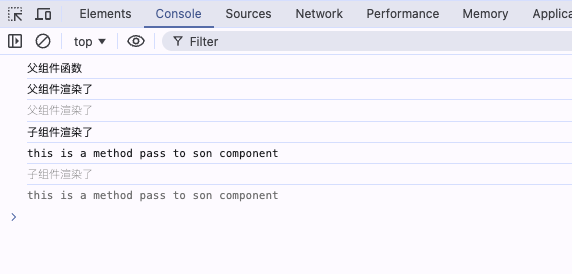 Elements Console Sources Network Performance Memory Applica
top Filter
父组件函数
父组件渲染了
父组件渲染了
子组件渲染了
this is a method pass to son component
子组件渲染了
this is a method pass to son component